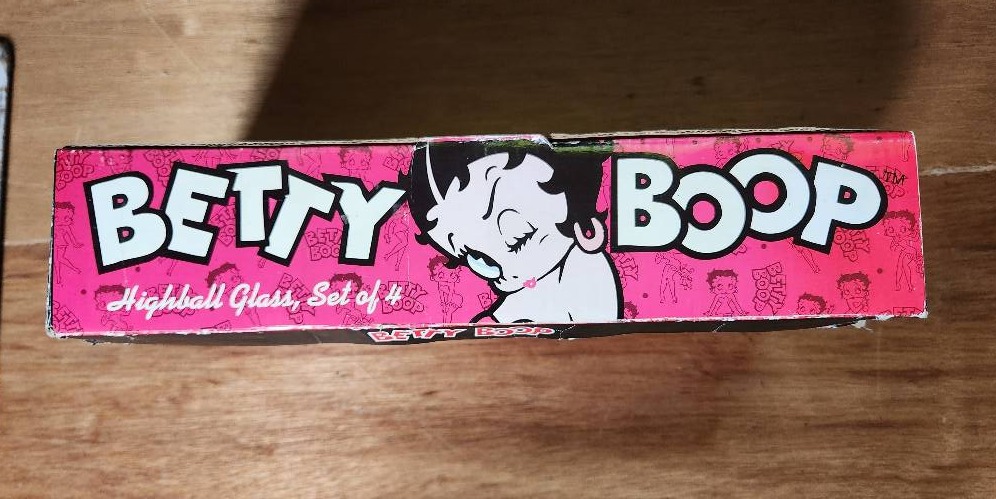 BETTY BOOP™
Highball Glass, Set of 4
BETTY BOOP